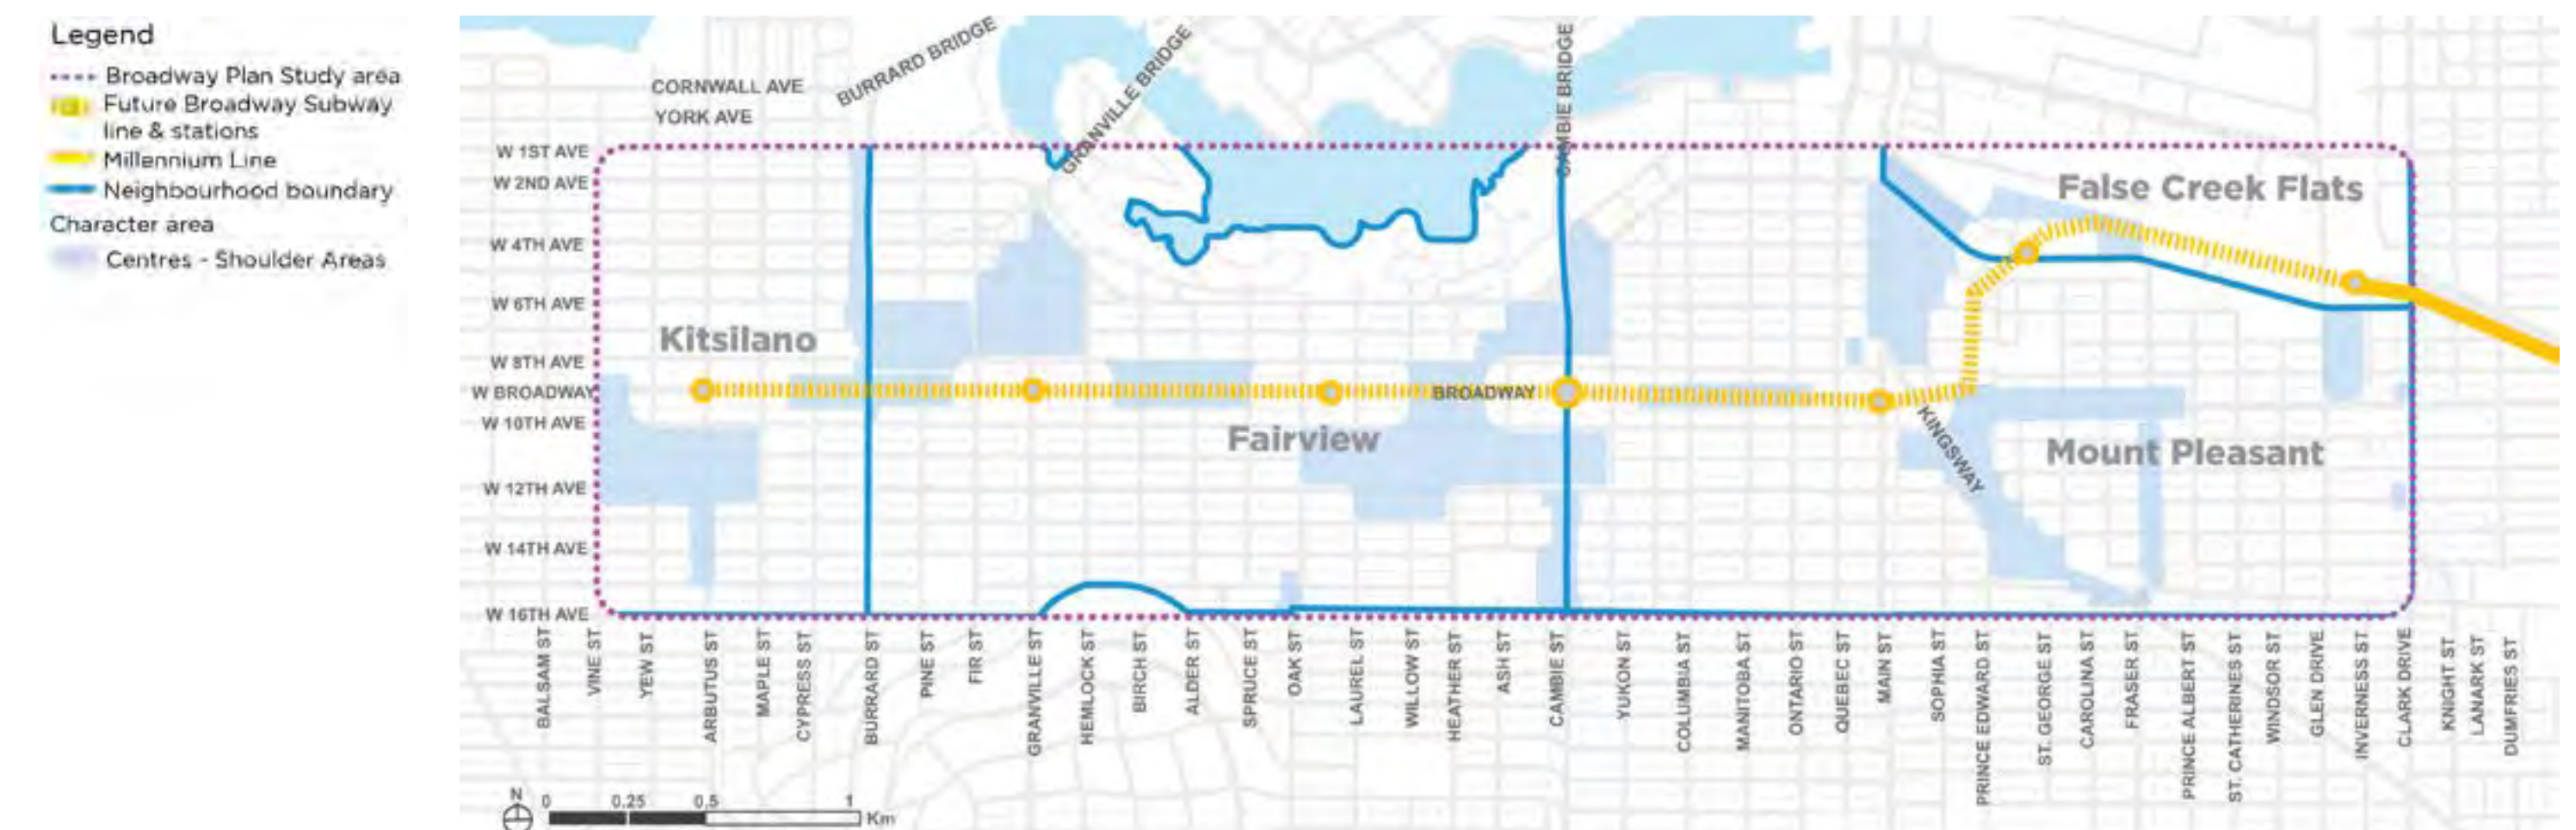 Legend
Broadway Plan Study area
Future Broadway Subway
line & stations
Millennium Line
Neighbourhood boundary
Character area
Centres - Shoulder Areas
CORNWALL AVE
YORK AVE
BURRARD BRIDGE
GRANVILLE BRIDGE
CAMBIE BRIDGE
W 1ST AVE
W 2ND AVE
W 4TH AVE
W 6TH AVE
W 8TH AVE
W BROADWAY
W 10TH AVE
W 12TH AVE
W 14TH AVE
W 16TH AVE
False Creek Flats
Kitsilano
BROADWAY
KINGSWAY
Fairview
Mount Pleasant
BALSAM ST
VINE ST
YEW ST
ARBUTUS ST
MAPLE ST
CYPRESS ST
BURRARD ST
PINE ST
FIR ST
GRANVILLE ST
HEMLOCK ST
BIRCH ST
ALDER ST
SPRUCE ST
OAK ST
LAUREL ST
WILLOW ST
HEATHER ST
ASH ST
CAMBIE ST
YUKON ST
COLUMBIA ST
MANITOBA ST
ONTARIO ST
QUEBEC ST
MAIN ST
SOPHIA ST
PRINCE EDWARD ST
ST. GEORGE ST
CAROLINA ST
FRASER ST
PRINCE ALBERT ST
ST. CATHERINES ST
WINDSOR ST
GLEN DRIVE
INVERNESS ST
CLARK DRIVE
KNIGHT ST
LANARK ST
DUMFRIES ST
N
0 0.25 0.5 1
Km